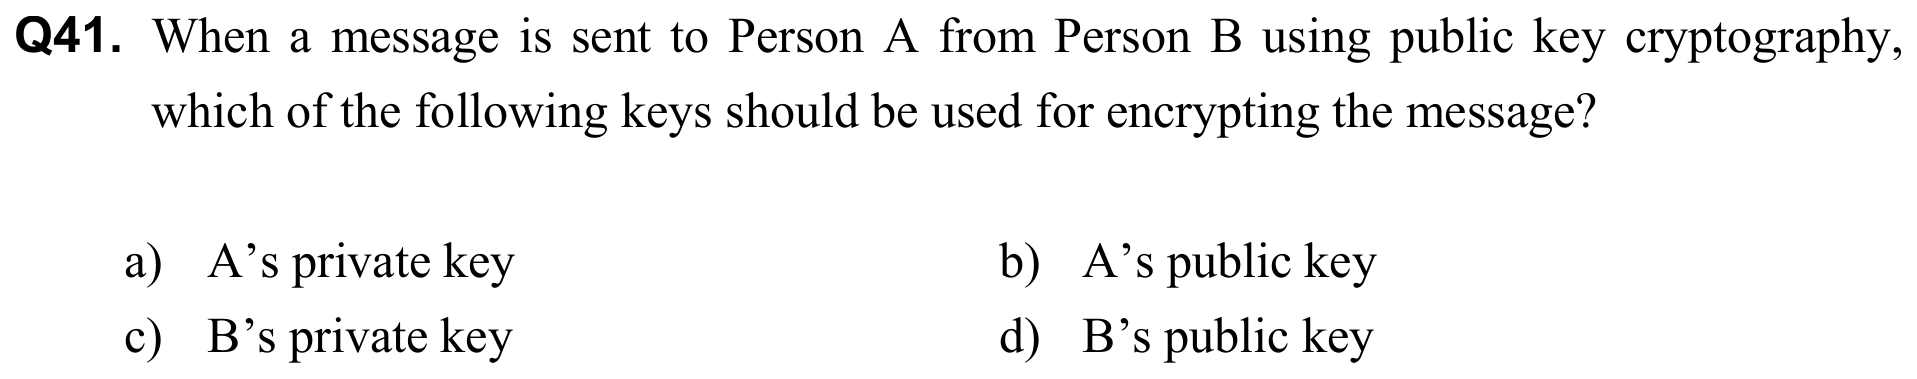 Q41. When a message is sent to Person A from Person B using public key cryptography,
which of the following keys should be used for encrypting the message?
a) A’s private key b) A’s public key
c) B’s private key d) B’s public key